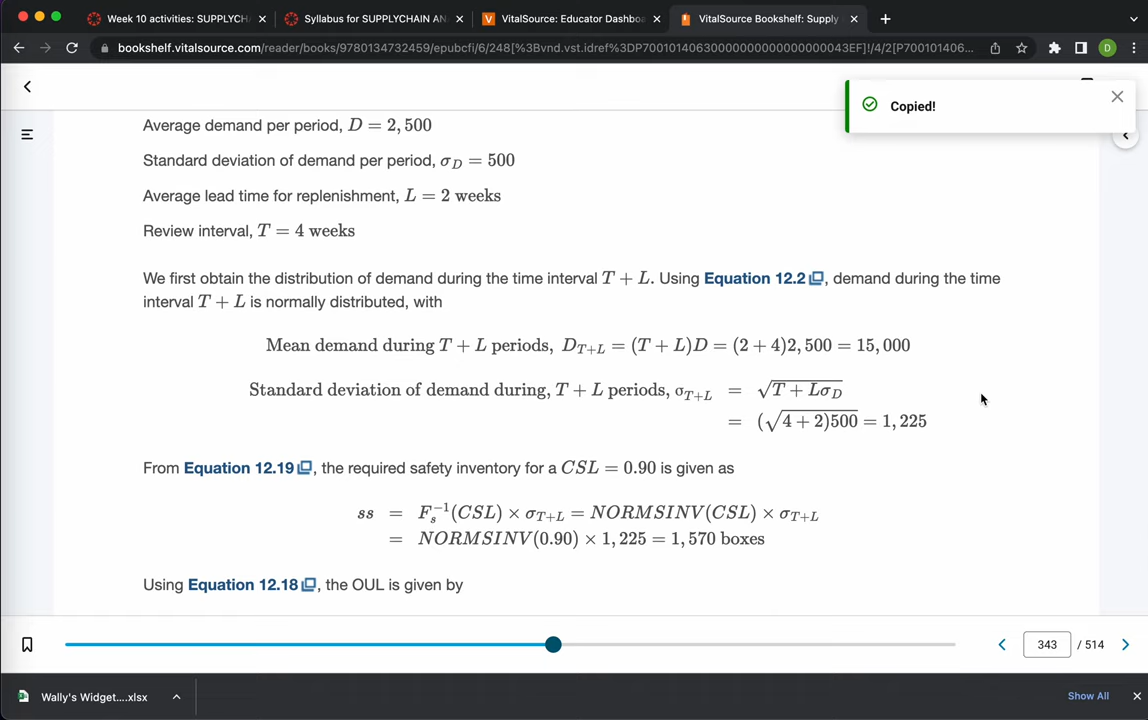 Week 10 activities: SUPPLYCH
Syllabus for SUPPLYCHAIN AN
VitalSource: Educator Dashbo
VitalSource Bookshelf: Supply
bookshelf.vitalsource.com/reader/books/9780134732459/epubcfi/6/248[%3Bvnd.vst.idref%3DP70010140630000000000000000043EF]!/4/2[P700101406...
D
Copied!
Average demand per period, D = 2,500
Standard deviation of demand per period, σ_D = 500
Average lead time for replenishment, L = 2 weeks
Review interval, T = 4 weeks
We first obtain the distribution of demand during the time interval T + L. Using Equation 12.2, demand during the time
interval T + L is normally distributed, with
Mean demand during T + L periods, D_{T+L} = (T + L)D = (2 + 4)2,500 = 15,000
Standard deviation of demand during, T + L periods, σ_{T+L} = √(T + Lσ_D)
= (√4 + 2)500 = 1,225
From Equation 12.19, the required safety inventory for a CSL = 0.90 is given as
ss = F_s^{-1}(CSL) × σ_{T+L} = NORMSINV(CSL) × σ_{T+L}
= NORMSINV(0.90) × 1,225 = 1,570 boxes
Using Equation 12.18, the OUL is given by
343 / 514
Wally's Widget....xlsx
Show All